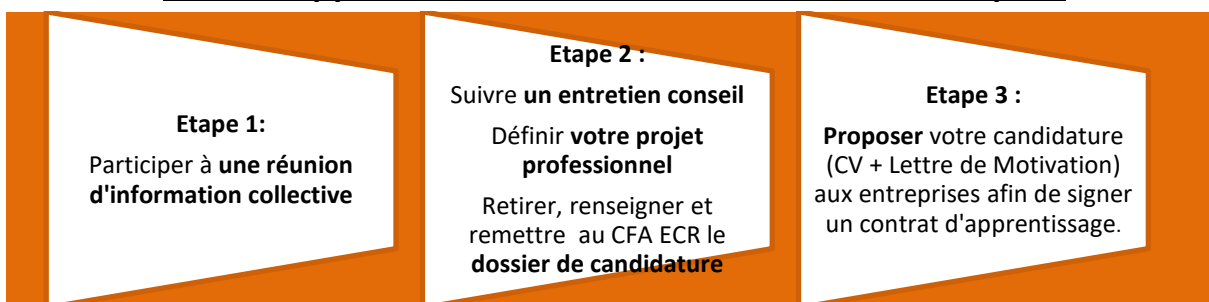 Etape 1:
Participer à une réunion
d'information collective
Etape 2 :
Suivre un entretien conseil
Définir votre projet
professionnel
Retirer, renseigner et
remettre  au CFA ECR le
dossier de candidature
Etape 3 :
Proposer votre candidature
(CV + Lettre de Motivation)
aux entreprises afin de signer
un contrat d'apprentissage.